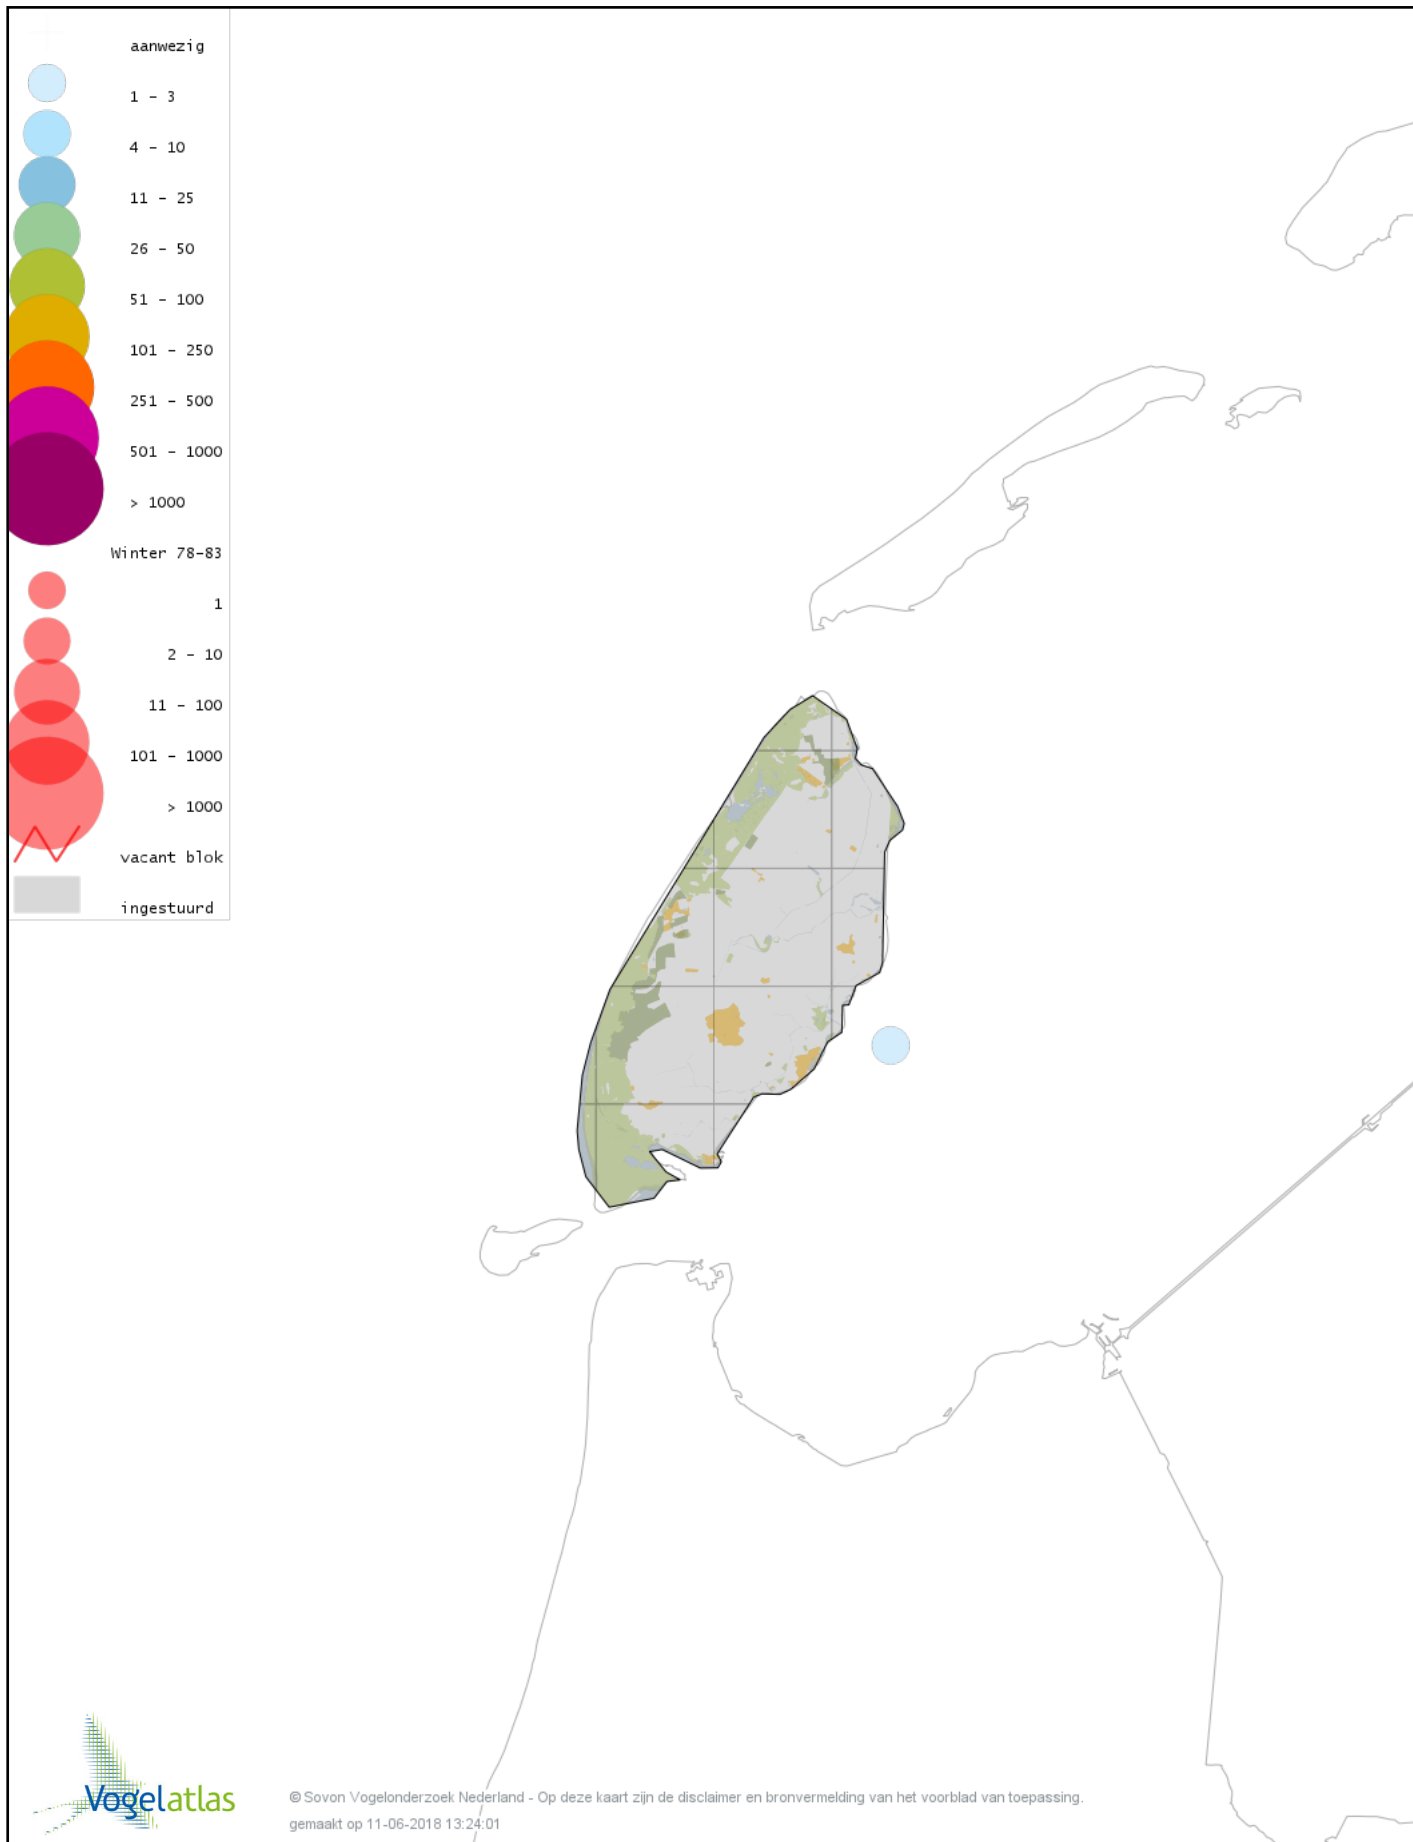 aanwezig
1 - 3
4 - 10
11 - 25
26 - 50
51 - 100
101 - 250
251 - 500
501 - 1000
> 1000
Winter 78-83
1
2 - 10
11 - 100
101 - 1000
> 1000
vacant blok
ingestuurd
Vogelatlas
© Sovon Vogelonderzoek Nederland - Op deze kaart zijn de disclaimer en bronvermelding van het voorblad van toepassing.
gemaakt op 11-06-2018 13:24:01